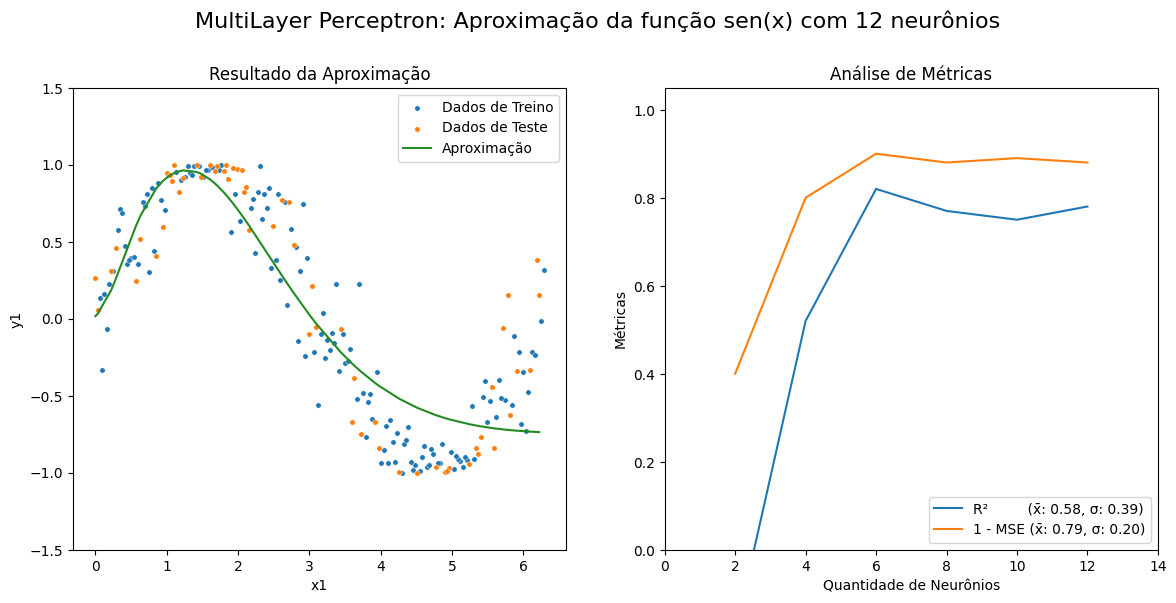 MultiLayer Perceptron: Aproximação da função sen(x) com 12 neurônios
Resultado da Aproximação
1.5
1.0
0.5
0.0
−0.5
−1.0
−1.5
y1
Dados de Treino
Dados de Teste
Aproximação
0 1 2 3 4 5 6
x1
Análise de Métricas
1.0
0.8
0.6
0.4
0.2
0.0
Métricas
R² (x̄: 0.58, σ: 0.39)
1 - MSE (x̄: 0.79, σ: 0.20)
0 2 4 6 8 10 12 14
Quantidade de Neurônios